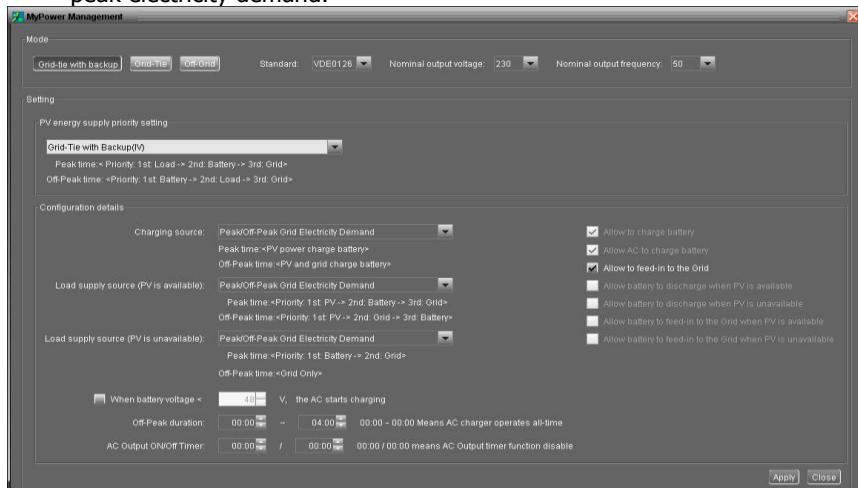 peak electricity demand.
MyPower Management
Mode
Grid-tie with backup Grid-Tie Off-Grid Standard: VDE0126 Nominal output voltage: 230 Nominal output frequency: 50
Setting
PV energy supply priority setting
Grid-Tie with Backup(IV)
Peak time:< Priority: 1st: Load -> 2nd: Battery -> 3rd: Grid>
Off-Peak time: <Priority: 1st: Battery -> 2nd: Load -> 3rd: Grid>
Configuration details
Charging source: Peak/Off-Peak Grid Electricity Demand Allow to charge battery
Peak time:<PV power charge battery> Allow AC to charge battery
Off-Peak time:<PV and grid charge battery> Allow to feed-in to the Grid
Load supply source (PV is available): Peak/Off-Peak Grid Electricity Demand Allow battery to discharge when PV is available
Peak time:<Priority: 1st: PV-> 2nd: Battery-> 3rd: Grid> Allow battery to discharge when PV is unavailable
Off-Peak time:<Priority: 1st: PV -> 2nd: Grid -> 3rd: Battery> Allow battery to feed-in to the Grid when PV is available
Load supply source (PV is unavailable): Peak/Off-Peak Grid Electricity Demand Allow battery to feed-in to the Grid when PV is unavailable
Peak time:<Priority: 1st: Battery -> 2nd: Grid>
Off-Peak time:<Grid Only>
When battery voltage < 48 V, the AC starts charging
Off-Peak duration: 00:00 ~ 04:00 00:00 ~ 00:00 Means AC charger operates all-time
AC Output ON/Off Timer: 00:00 / 00:00 00:00 / 00:00 means AC Output timer function disable
Apply Close